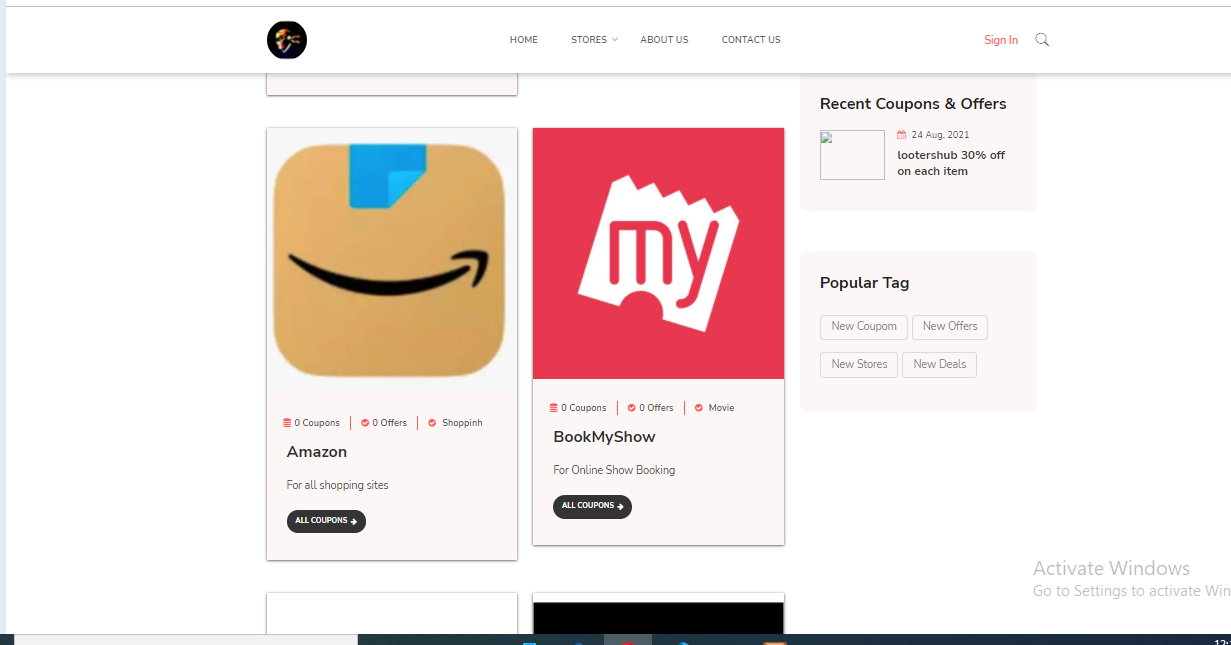 HOME STORES ABOUT US CONTACT US Sign In
my
0 Coupons 0 Offers Shoppinh
Amazon
For all shopping sites
ALL COUPONS
0 Coupons 0 Offers Movie
BookMyShow
For Online Show Booking
ALL COUPONS
Recent Coupons & Offers
24 Aug, 2021
lootershub 30% off
on each item
Popular Tag
New Coupon New Offers
New Stores New Deals
Activate Windows
Go to Settings to activate Win